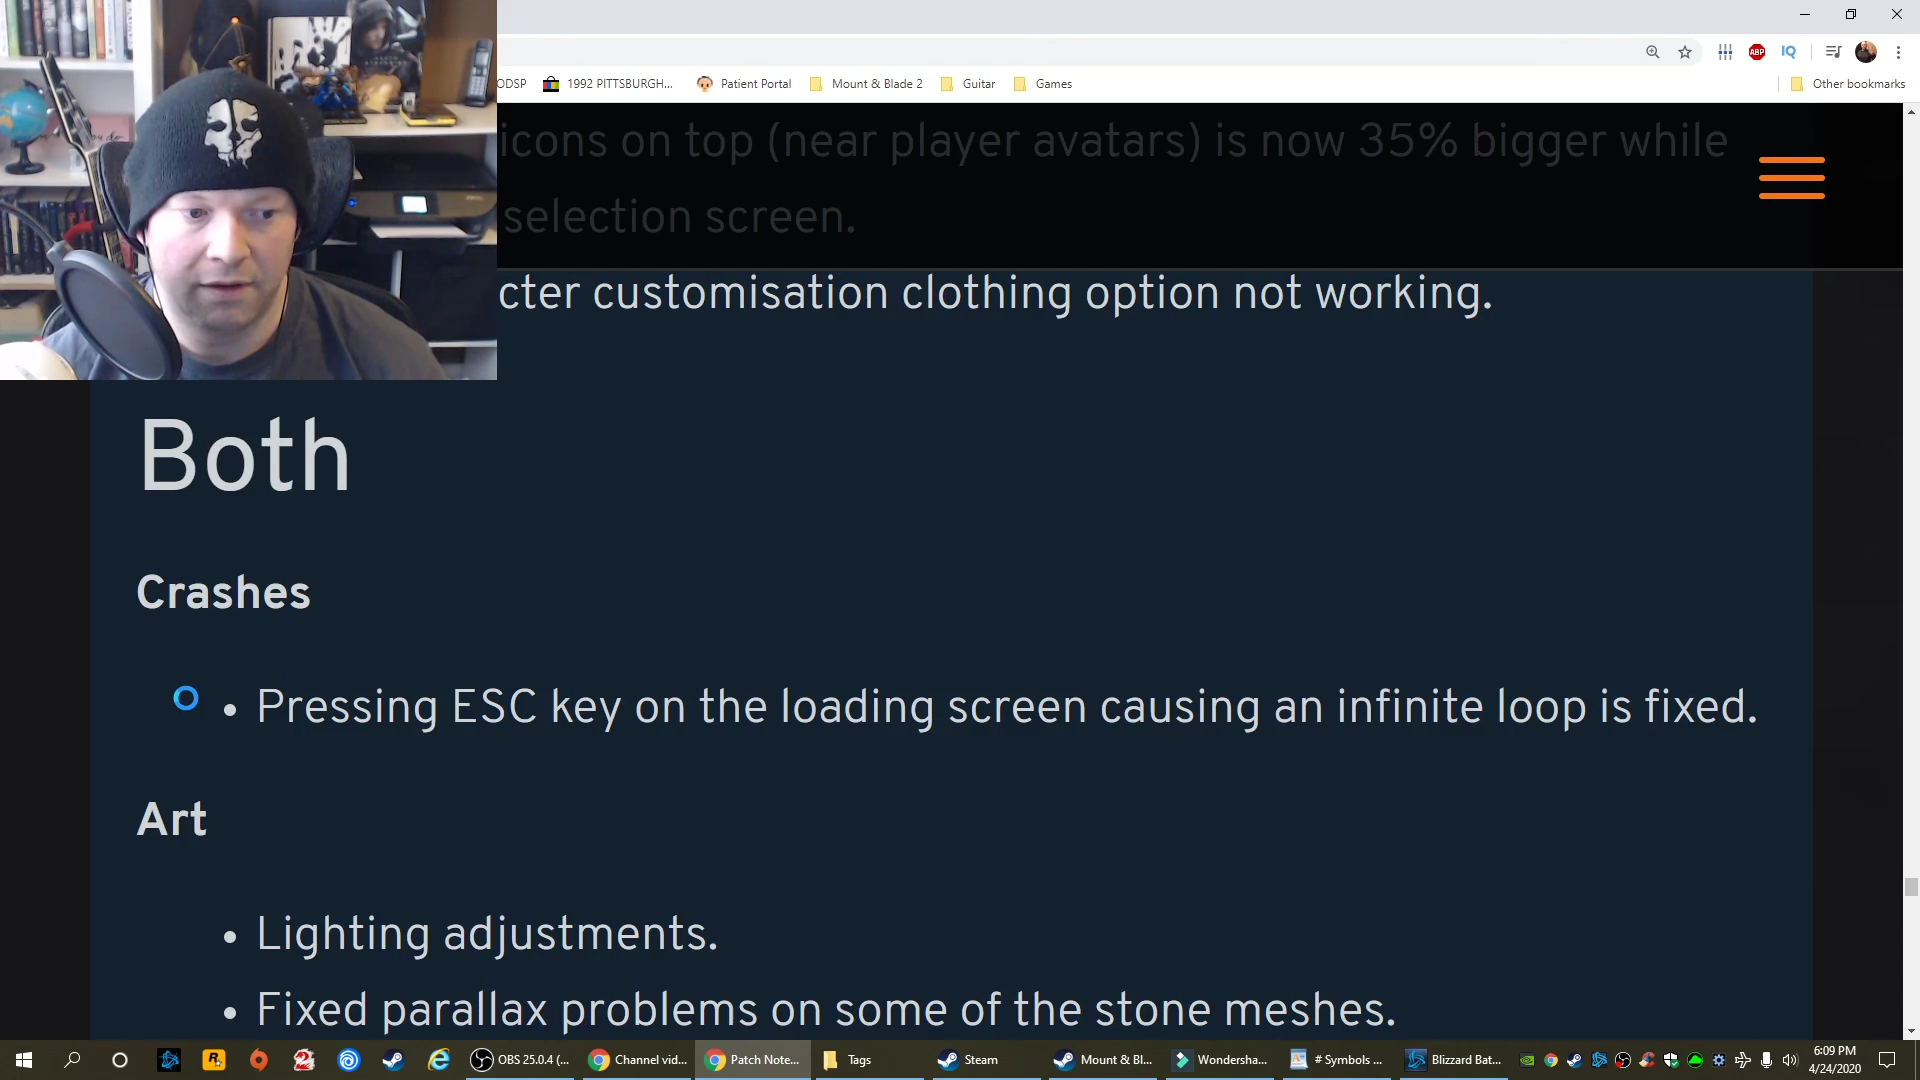 ODSP
1992 PITTSBURGH...
Patient Portal
Mount & Blade 2
Guitar
Games
Other bookmarks
ABP
IQ
icons on top (near player avatars) is now 35% bigger while
selection screen.
cter customisation clothing option not working.
Both
Crashes
• Pressing ESC key on the loading screen causing an infinite loop is fixed.
Art
• Lighting adjustments.
• Fixed parallax problems on some of the stone meshes.
OBS 25.0.4 (...
Channel vid...
Patch Note...
Tags
Steam
Mount & Bl...
Wondersha...
# Symbols ...
Blizzard Bat...
6:09 PM
4/24/2020